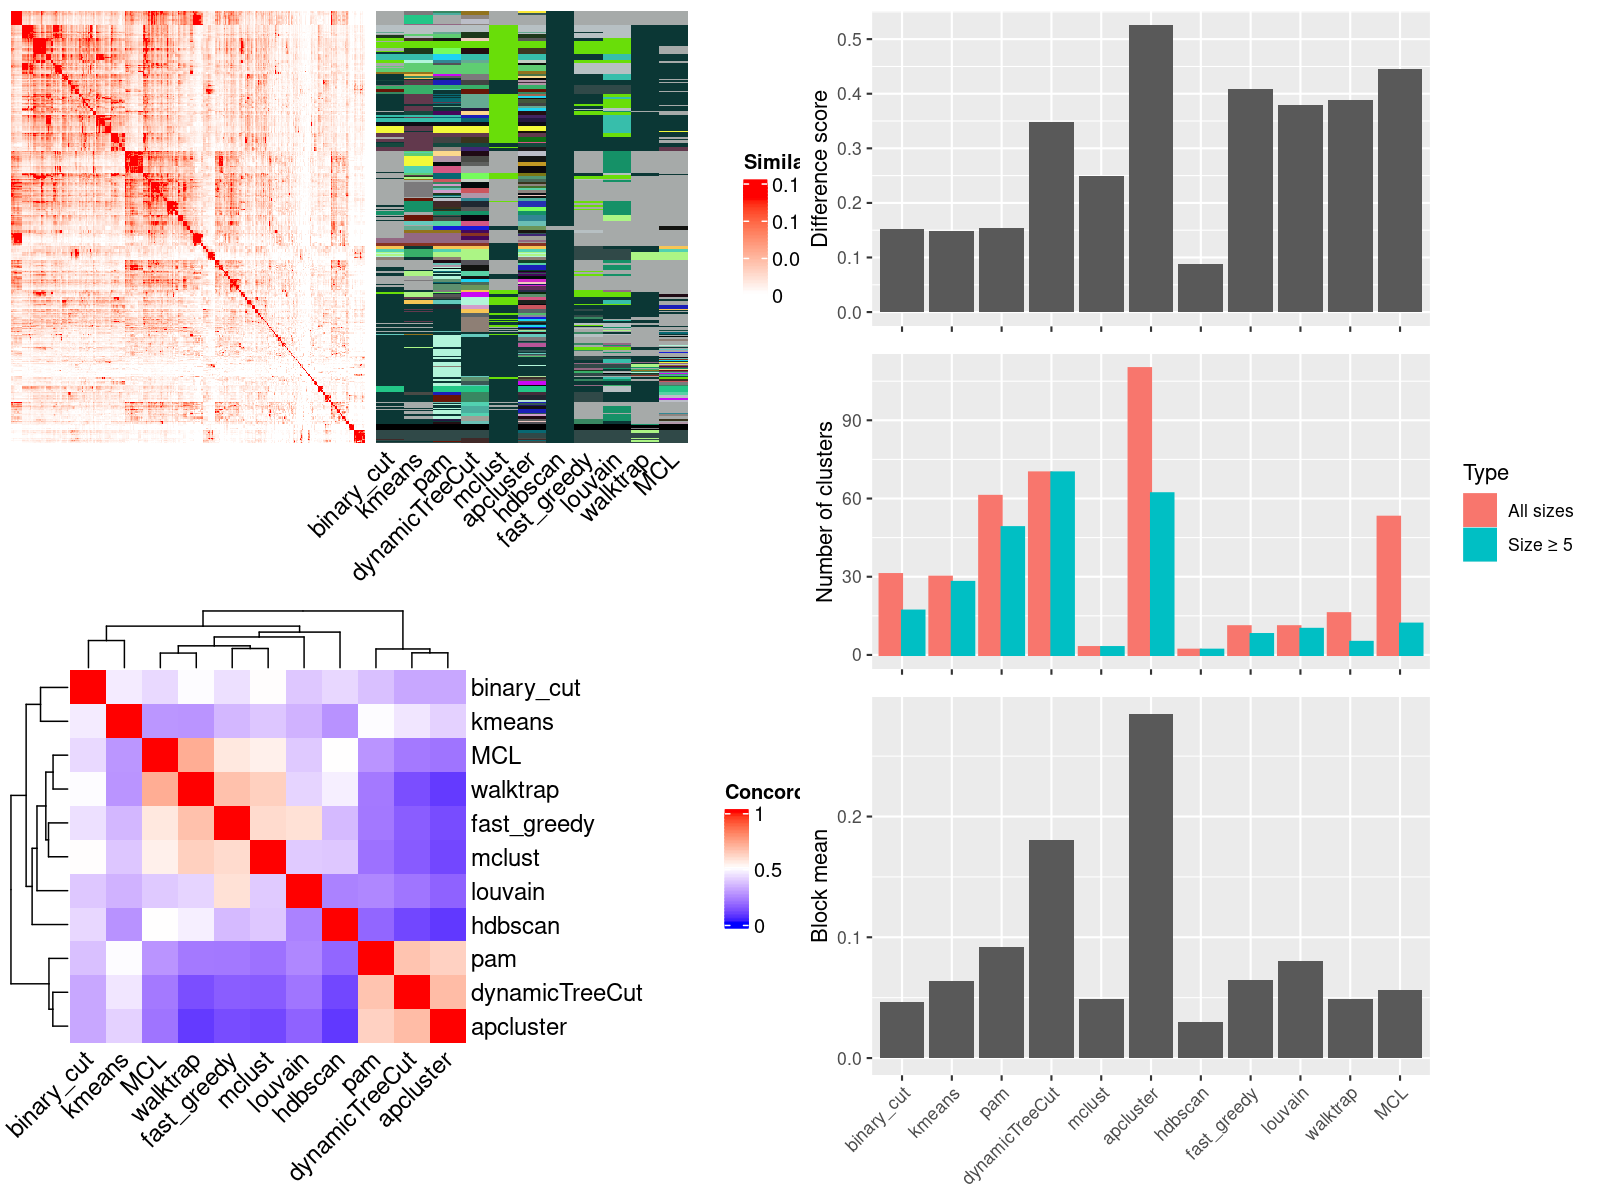 Simila
0.1
0.1
0.0
0
binary_cut
kmeans
pam
dynamicTreeCut
mclust
apcluster
hdbscan
fast_greedy
louvain
walktrap
MCL
binary_cut
kmeans
MCL
walktrap
fast_greedy
mclust
louvain
hdbscan
pam
dynamicTreeCut
apcluster
binary_cut
kmeans
MCL
walktrap
fast_greedy
mclust
louvain
hdbscan
pam
dynamicTreeCut
apcluster
Concord
1
0.5
0
Difference score
0.5
0.4
0.3
0.2
0.1
0.0
Number of clusters
90
60
30
0
Type
All sizes
Size ≥ 5
Block mean
0.2
0.1
0.0
binary_cut
kmeans
pam
dynamicTreeCut
mclust
apcluster
hdbscan
fast_greedy
louvain
walktrap
MCL